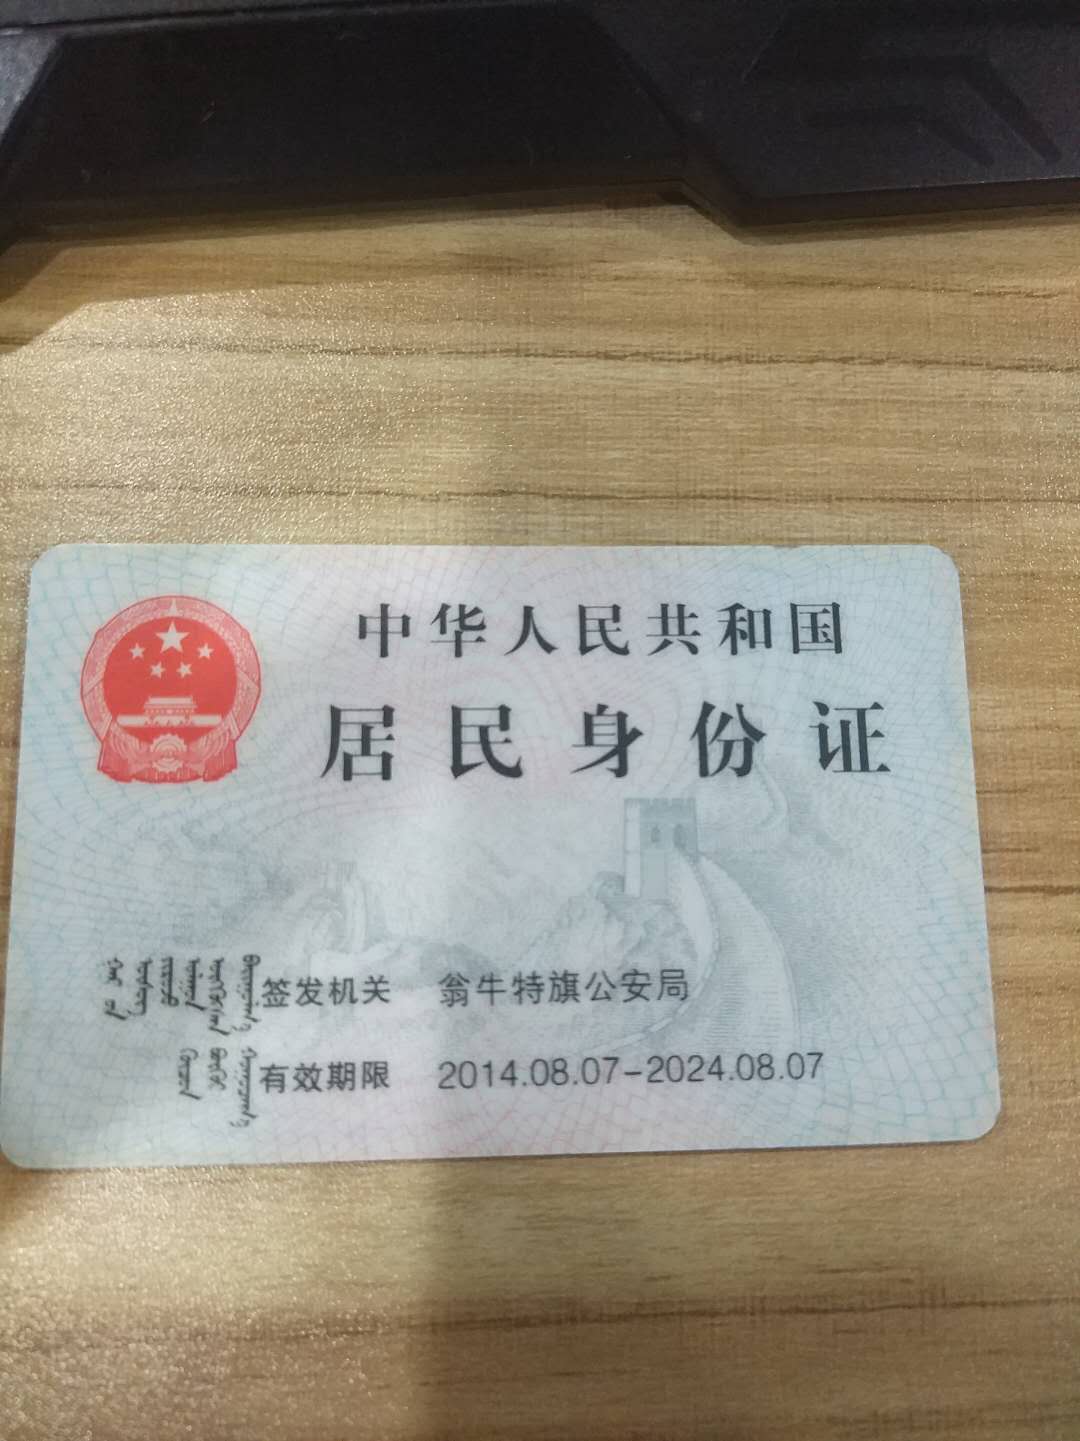 中华人民共和国
居民身份证
签发机关 翁牛特旗公安局
有效期限 2014.08.07-2024.08.07